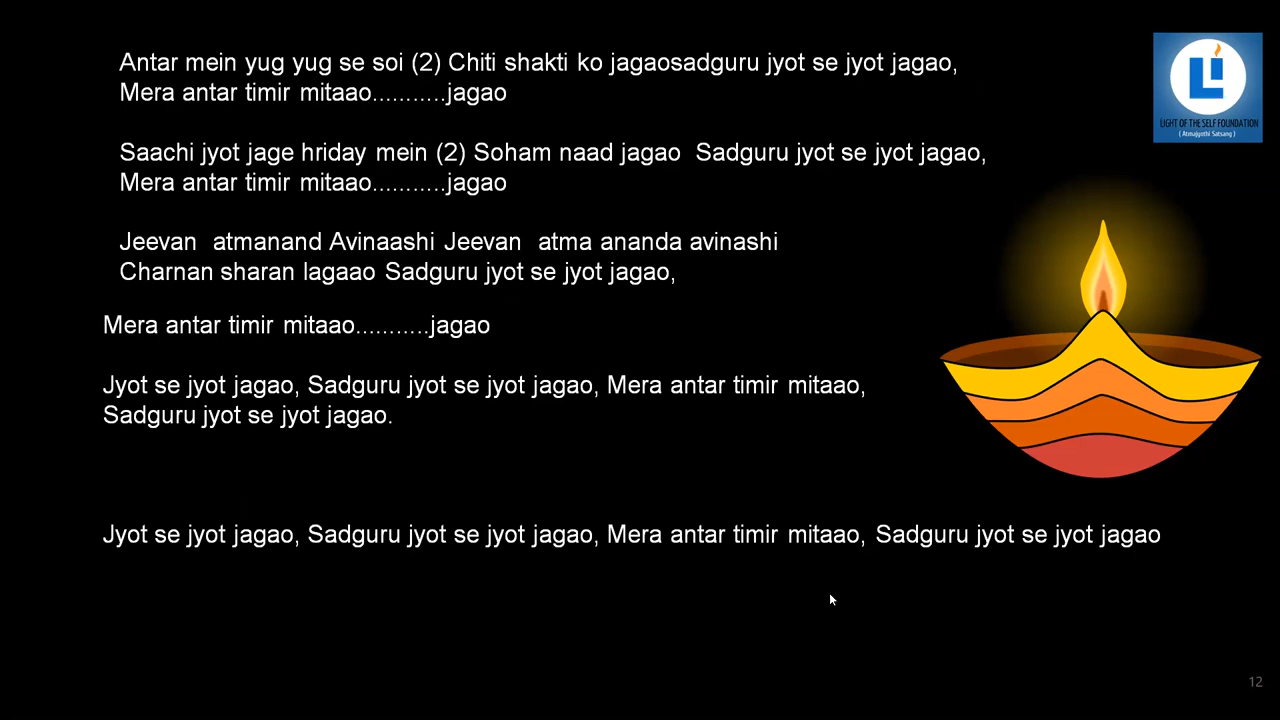 Antar mein yug yug se soi (2) Chiti shakti ko jagaosadguru jyot se jyot jagao,
Mera antar timir mitaao...........jagao
Saachi jyot jage hriday mein (2) Soham naad jagao  Sadguru jyot se jyot jagao,
Mera antar timir mitaao...........jagao
Jeevan  atmanand Avinaashi Jeevan  atma ananda avinashi
Charnan sharan lagaao Sadguru jyot se jyot jagao,
Mera antar timir mitaao...........jagao
Jyot se jyot jagao, Sadguru jyot se jyot jagao, Mera antar timir mitaao,
Sadguru jyot se jyot jagao.
Jyot se jyot jagao, Sadguru jyot se jyot jagao, Mera antar timir mitaao, Sadguru jyot se jyot jagao
LI
LIGHT OF THE SELF FOUNDATION
( Atmajyothi Satsang )
12